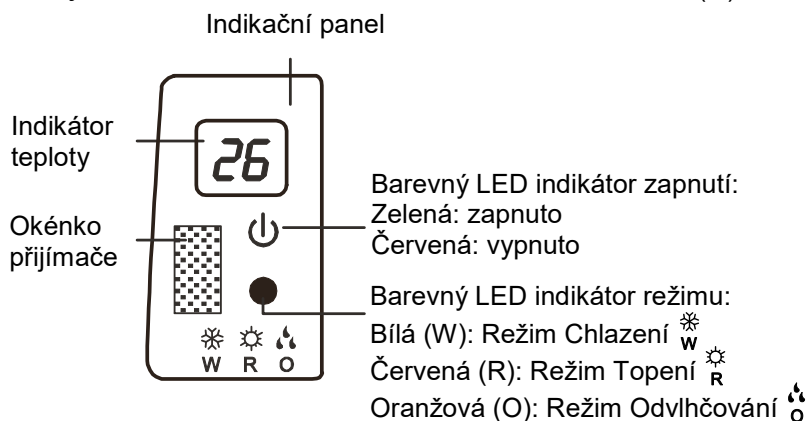 Indikační panel
Indikátor
teploty
26
Okénko
přijímače
W R O
Barevný LED indikátor zapnutí:
Zelená: zapnuto
Červená: vypnuto
Barevný LED indikátor režimu:
Bílá (W): Režim Chlazení W
Červená (R): Režim Topení R
Oranžová (O): Režim Odvlhčování O